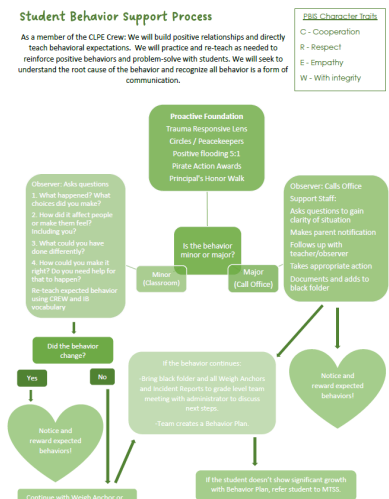 Student Behavior Support Process
As a member of the CLPE Crew: We will build positive relationships and directly
teach behavioral expectations.  We will practice and re-teach as needed to
reinforce positive behaviors and problem-solve with students. We will seek to
understand the root cause of the behavior and recognize all behavior is a form of
communication.
PBIS Character Traits
C - Cooperation
R - Respect
E - Empathy
W - With integrity
Proactive Foundation
Trauma Responsive Lens
Circles / Peacekeepers
Positive flooding 5:1
Pirate Action Awards
Principal's Honor Walk
Observer: Asks questions
1. What happened? What
choices did you make?
2. How did it affect people
or make them feel?
Including you?
3. What could you have
done differently?
4. How could you make it
right? Do you need help for
that to happen?
Re-teach expected behavior
using CREW and IB
vocabulary
Is the behavior
minor or major?
Minor
(Classroom)
Major
(Call Office)
Observer: Calls Office
Support Staff:
Asks questions to gain
clarity of situation
Makes parent notification
Follows up with
teacher/observer
Takes appropriate action
Documents and adds to
black folder
Did the behavior
change?
Yes
No
Notice and
reward expected
behaviors!
If the behavior continues:
-Bring black folder and all Weigh Anchors
and Incident Reports to grade level team
meeting with administrator to discuss
next steps.
-Team creates a Behavior Plan.
Notice and
reward expected
behaviors!
If the student doesn't show significant growth
with Behavior Plan, refer student to MTSS.
Continue with Weigh Anchor or